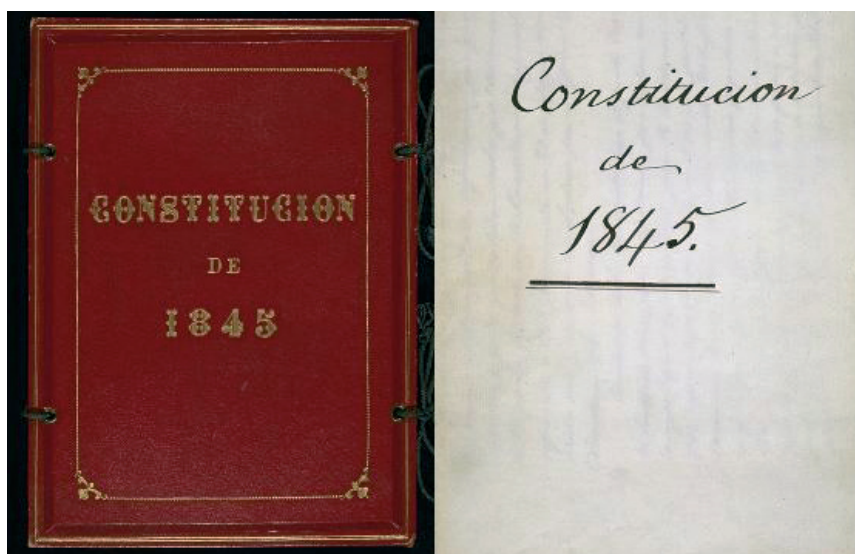 CONSTITUCION
DE
1845
Constitucion
de
1845.